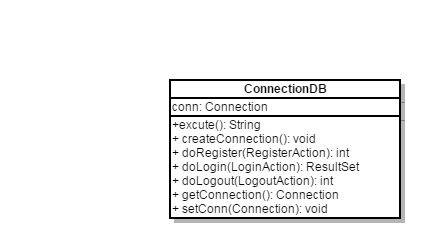 ConnectionDB
conn: Connection
+excute(): String
+ createConnection(): void
+ doRegister(RegisterAction): int
+ doLogin(LoginAction): ResultSet
+ doLogout(LogoutAction): int
+ getConnection(): Connection
+ setConn(Connection): void